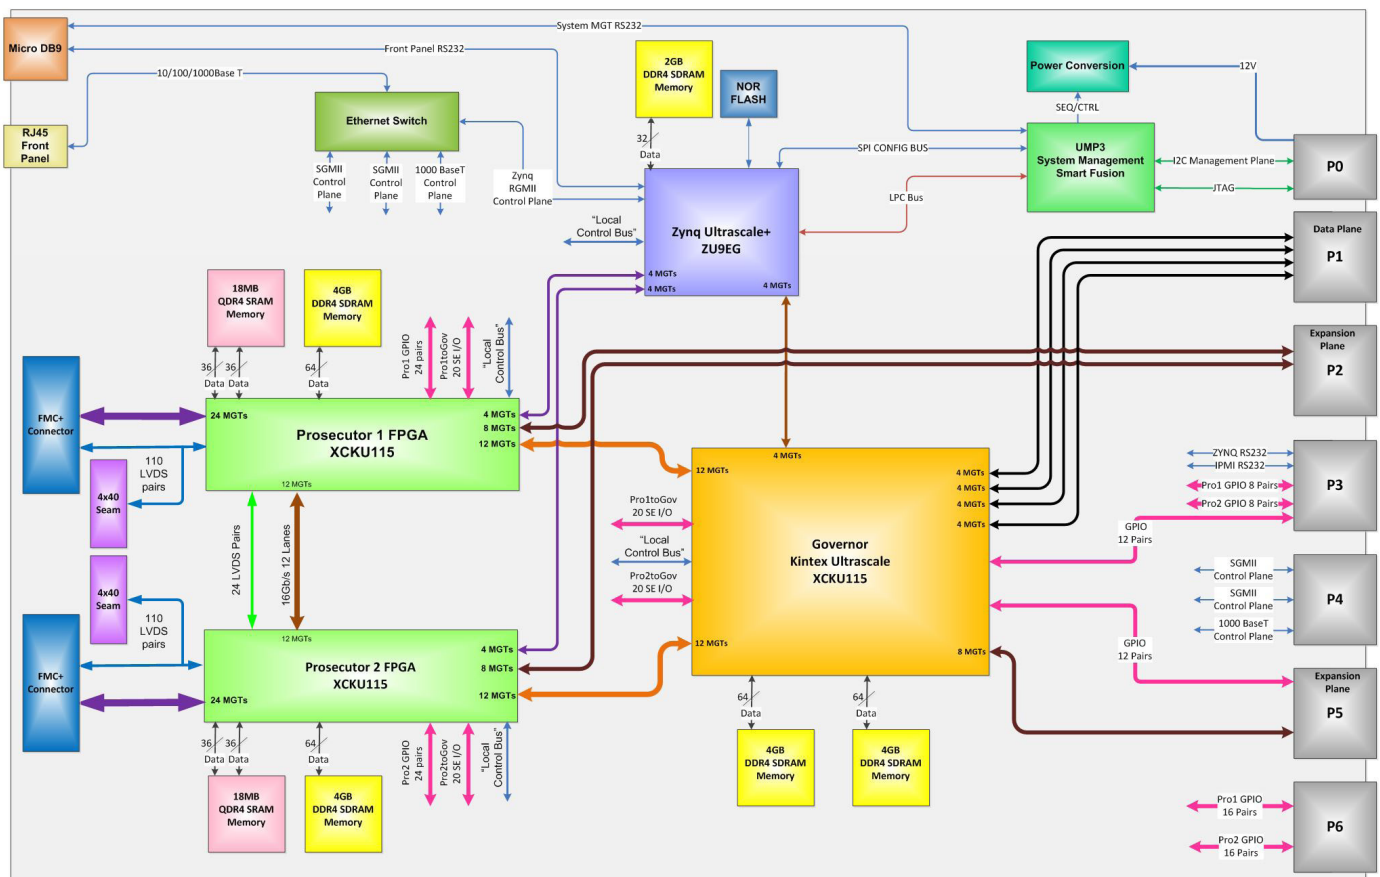 System MGT RS232
Micro DB9
Front Panel RS232
10/100/1000Base T
RJ45
Front
Panel
Ethernet Switch
SGMII
Control
Plane
SGMII
Control
Plane
1000 BaseT
Control
Plane
Zynq
RGMII
Control Plane
2GB
DDR4 SDRAM
Memory
NOR
FLASH
32
Data
SPI CONFIG BUS
LPC Bus
Power Conversion
12V
SEQ/CTRL
UMP3
System Management
Smart Fusion
I2C Management Plane
JTAG
P0
"Local
Control Bus"
Zynq Ultrascale+
ZU9EG
4 MGTs
4 MGTs
4 MGTs
Data Plane
P1
Expansion
Plane
P2
18MB
QDR4 SRAM
Memory
4GB
DDR4 SDRAM
Memory
36
36
64
Data
Data
Data
Pro1 GPIO
24 pairs
Pro1toGov
20 SE I/O
"Local
Control Bus"
FMC+
Connector
24 MGTs
Prosecutor 1 FPGA
XCKU115
4 MGTs
8 MGTs
12 MGTs
12 MGTs
110
LVDS
pairs
4x40
Seam
24 LVDS Pairs
16Gb/s 12 Lanes
4x40
Seam
110
LVDS
pairs
FMC+
Connector
12 MGTs
Prosecutor 2 FPGA
XCKU115
24 MGTs
4 MGTs
8 MGTs
12 MGTs
36
36
64
Data
Data
Data
18MB
QDR4 SRAM
Memory
4GB
DDR4 SDRAM
Memory
Pro2 GPIO
24 pairs
Pro2toGov
20 SE I/O
"Local
Control Bus"
4 MGTs
12 MGTs
4 MGTs
4 MGTs
4 MGTs
4 MGTs
Pro1toGov
20 SE I/O
"Local
Control Bus"
Pro2toGov
20 SE I/O
Governor
Kintex Ultrascale
XCKU115
12 MGTs
8 MGTs
64
Data
64
Data
4GB
DDR4 SDRAM
Memory
4GB
DDR4 SDRAM
Memory
GPIO
12 Pairs
GPIO
12 Pairs
ZYNQ RS232
IPMI RS232
Pro1 GPIO 8 Pairs
Pro2 GPIO 8 Pairs
P3
SGMII
Control Plane
SGMII
Control Plane
1000 BaseT
Control Plane
P4
Expansion
Plane
P5
Pro1 GPIO
16 Pairs
Pro2 GPIO
16 Pairs
P6